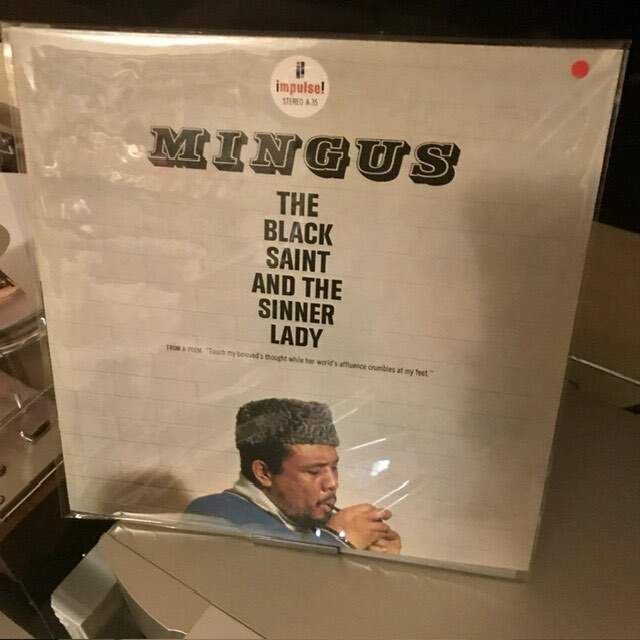 impulse!
STEREO A-35
MINGUS
THE
BLACK
SAINT
AND THE
SINNER
LADY
FROM A POEM, "Touch my beloved's thought while her world's affluence crumbles at my feet."